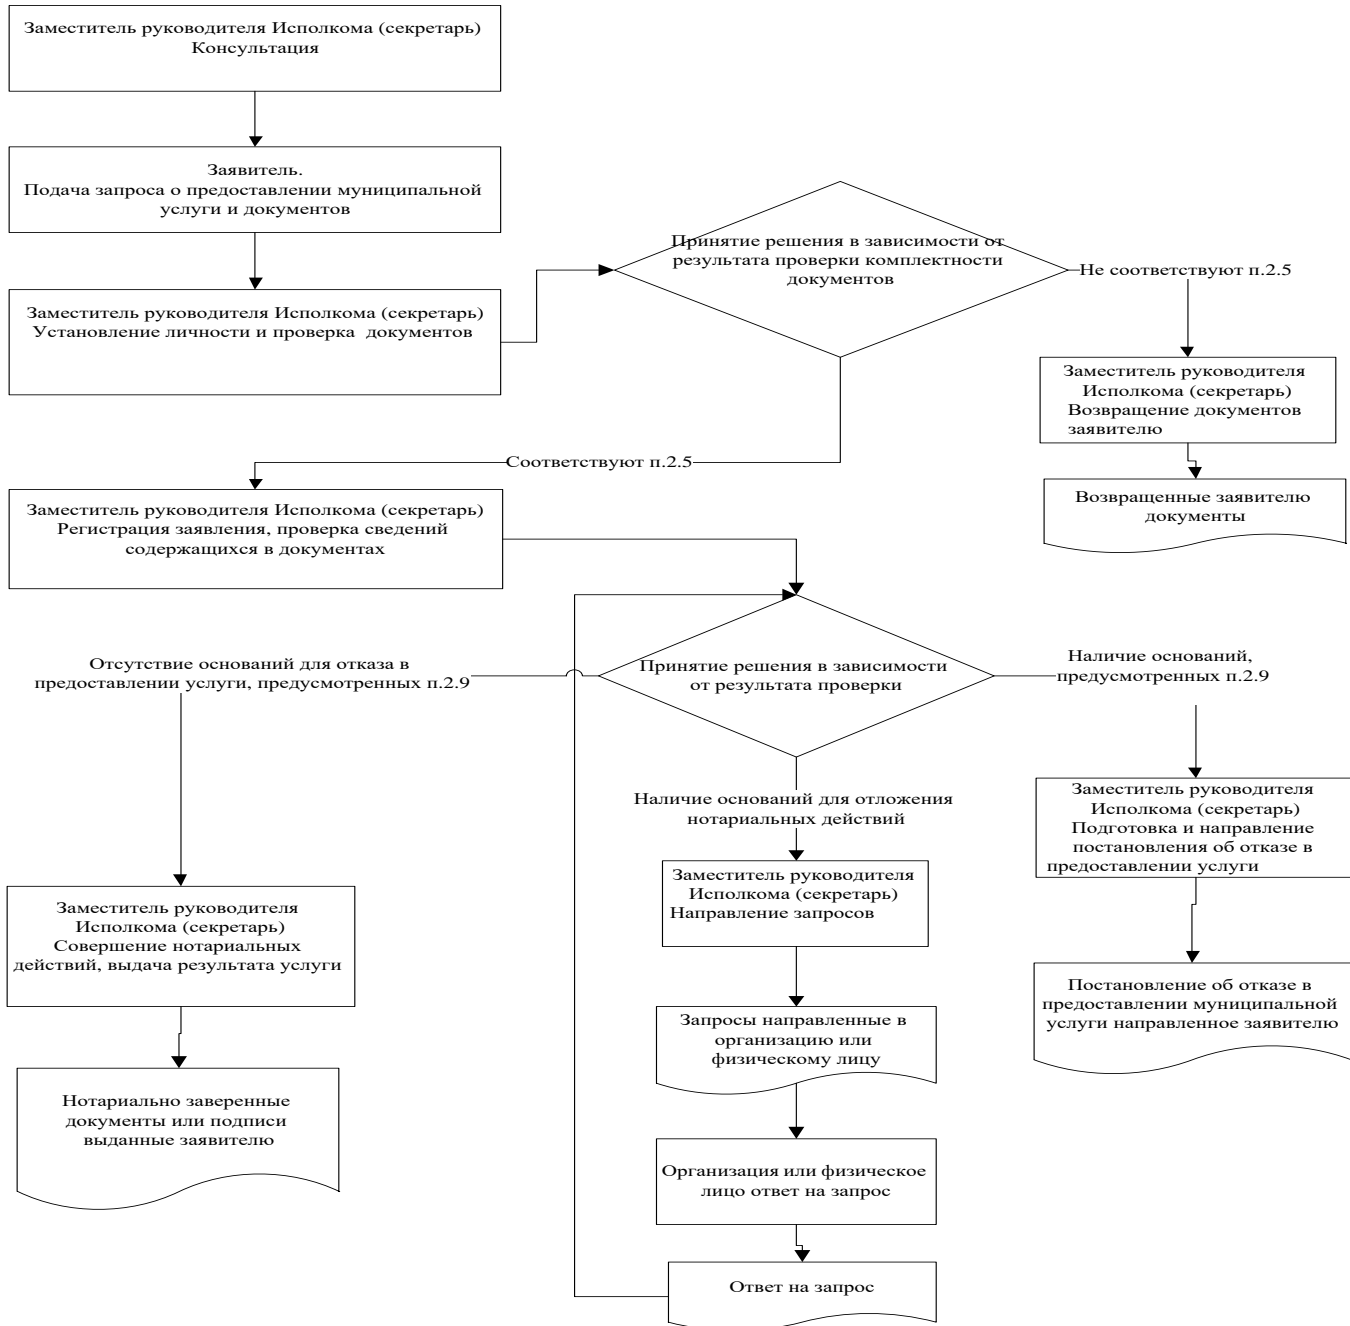 Заместитель руководителя Исполкома (секретарь)
Консультация
Заявитель.
Подача запроса о предоставлении муниципальной
услуги и документов
Заместитель руководителя Исполкома (секретарь)
Установление личности и проверка документов
Принятие решения в зависимости от
результата проверки комплектности
документов
Не соответствуют п.2.5
Заместитель руководителя
Исполкома (секретарь)
Возвращение документов
заявителю
Возвращенные заявителю
документы
Соответствуют п.2.5
Заместитель руководителя Исполкома (секретарь)
Регистрация заявления, проверка сведений
содержащихся в документах
Принятие решения в зависимости
от результата проверки
Отсутствие оснований для отказа в
предоставлении услуги, предусмотренных п.2.9
Наличие оснований,
предусмотренных п.2.9
Наличие оснований для отложения
нотариальных действий
Заместитель руководителя
Исполкома (секретарь)
Подготовка и направление
постановления об отказе в
предоставлении услуги
Заместитель руководителя
Исполкома (секретарь)
Направление запросов
Заместитель руководителя
Исполкома (секретарь)
Совершение нотариальных
действий, выдача результата услуги
Постановление об отказе в
предоставлении муниципальной
услуги направленное заявителю
Запросы направленные в
организацию или
физическому лицу
Нотариально заверенные
документы или подписи
выданные заявителю
Организация или физическое
лицо ответ на запрос
Ответ на запрос